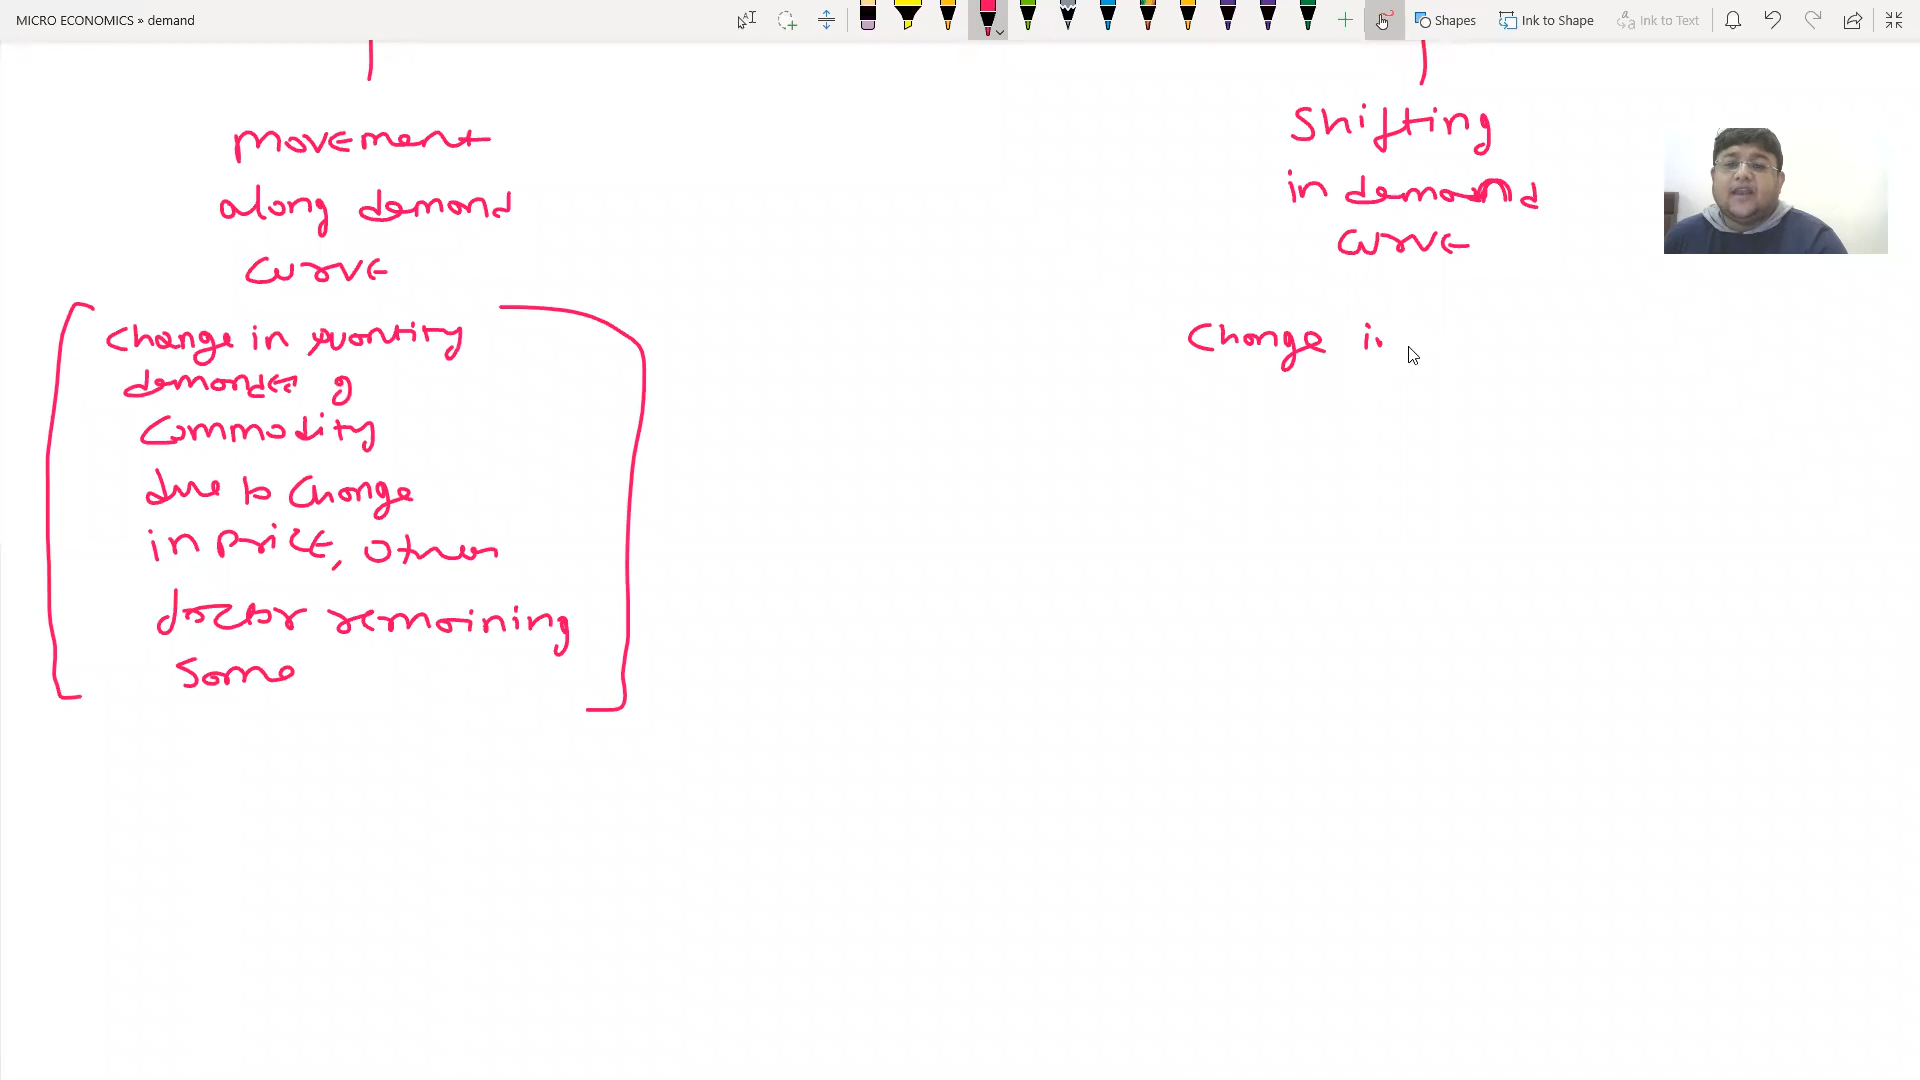 MICRO ECONOMICS » demand
Shapes
Ink to Shape
Ink to Text
movement
along demand
curve
Change in quantity
demanded of
Commodity
due to Change
in price, other
factor remaining
Same
Shifting
in demand
curve
Change in